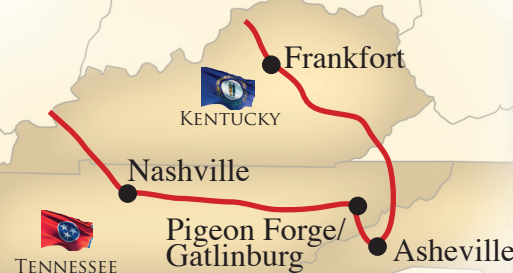 Frankfort
KENTUCKY
Nashville
Pigeon Forge/
Gatlinburg
Asheville
TENNESSEE